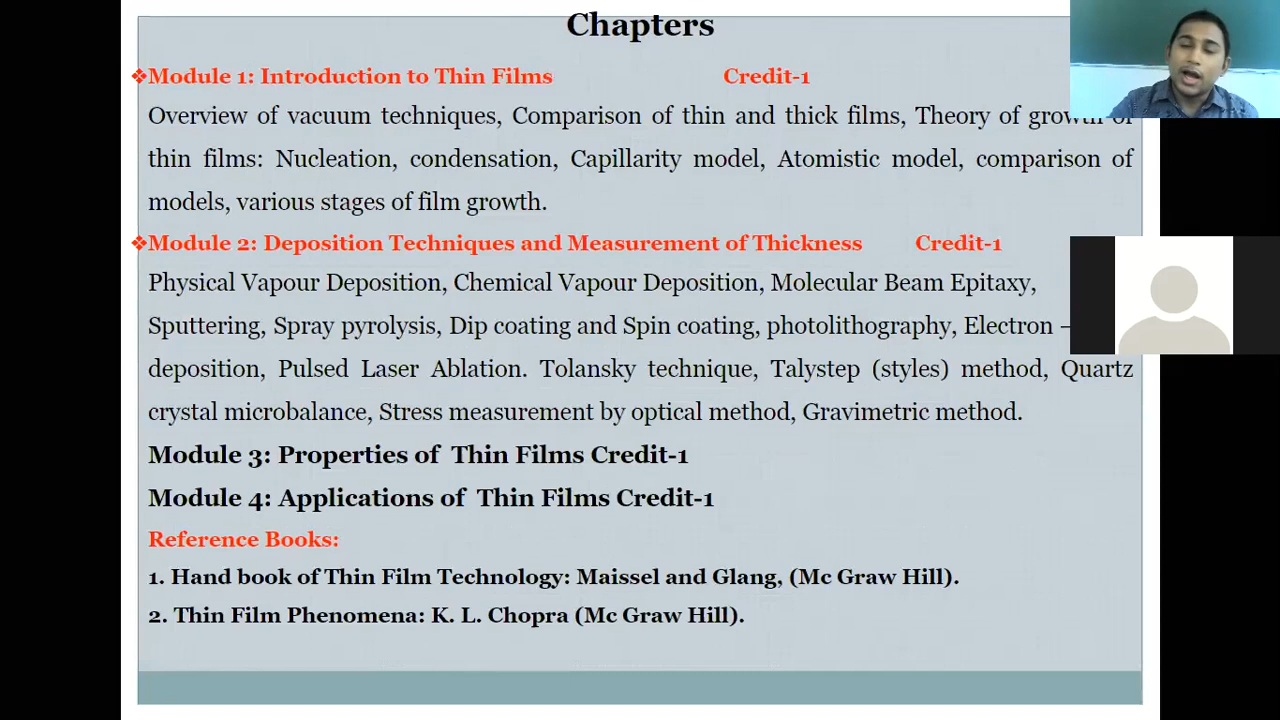 Chapters
❖Module 1: Introduction to Thin Films Credit-1
Overview of vacuum techniques, Comparison of thin and thick films, Theory of growth of
thin films: Nucleation, condensation, Capillarity model, Atomistic model, comparison of
models, various stages of film growth.
❖Module 2: Deposition Techniques and Measurement of Thickness Credit-1
Physical Vapour Deposition, Chemical Vapour Deposition, Molecular Beam Epitaxy,
Sputtering, Spray pyrolysis, Dip coating and Spin coating, photolithography, Electron –
deposition, Pulsed Laser Ablation. Tolansky technique, Talystep (styles) method, Quartz
crystal microbalance, Stress measurement by optical method, Gravimetric method.
Module 3: Properties of Thin Films Credit-1
Module 4: Applications of Thin Films Credit-1
Reference Books:
1. Hand book of Thin Film Technology: Maissel and Glang, (Mc Graw Hill).
2. Thin Film Phenomena: K. L. Chopra (Mc Graw Hill).